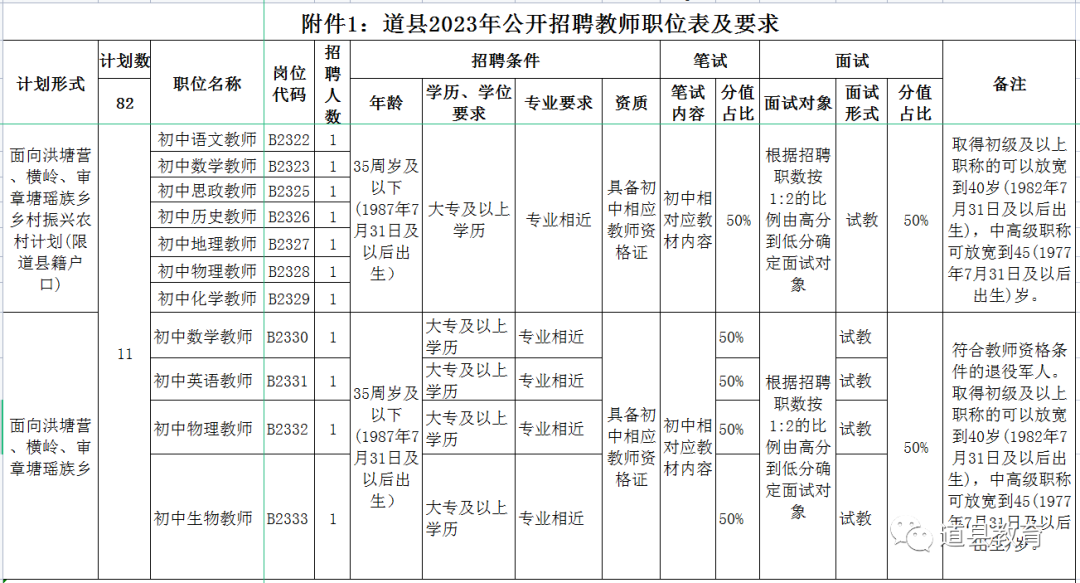 附件1：道县2023年公开招聘教师职位表及要求
计划形式
计划数
82
职位名称
岗位
代码
招
聘
人
数
招聘条件
年龄
学历、学位
要求
专业要求
资质
笔试
笔试
内容
分值
占比
面试
面试对象
面试
形式
分值
占比
备注
面向洪塘营
、横岭、审
章塘瑶族乡
乡村振兴农
村计划(限
道县籍户
口)
11
初中语文教师 B2322 1
初中数学教师 B2323 1
初中思政教师 B2325 1
初中历史教师 B2326 1
初中地理教师 B2327 1
初中物理教师 B2328 1
初中化学教师 B2329 1
35周岁及
以下
(1987年7
月31日及
以后出
生）
大专及以上
学历
专业相近
具备初
中相应
教师资
格证
初中相
对应教
材内容
50%
根据招聘
职数按
1:2的比
例由高分
到低分确
定面试对
象
试教
50%
取得初级及以上
职称的可以放宽
到40岁(1982年7
月31日及以后出
生)，中高级职称
可放宽到45(1977
年7月31日及以后
出生)岁。
面向洪塘营
、横岭、审
章塘瑶族乡
初中数学教师 B2330 1
初中英语教师 B2331 1
初中物理教师 B2332 1
初中生物教师 B2333 1
35周岁及
以下
(1987年7
月31日及
以后出
生）
大专及以上
学历
大专及以上
学历
大专及以上
学历
大专及以上
学历
专业相近
专业相近
专业相近
专业相近
具备初
中相应
教师资
格证
初中相
对应教
材内容
50%
50%
50%
50%
根据招聘
职数按
1:2的比
例由高分
到低分确
定面试对
象
试教
试教
试教
试教
50%
符合教师资格条
件的退役军人。
取得初级及以上
职称的可以放宽
到40岁(1982年7
月31日及以后出
生)，中高级职称
可放宽到45(1977
年7月31日及以后
出生)岁。
道县教育